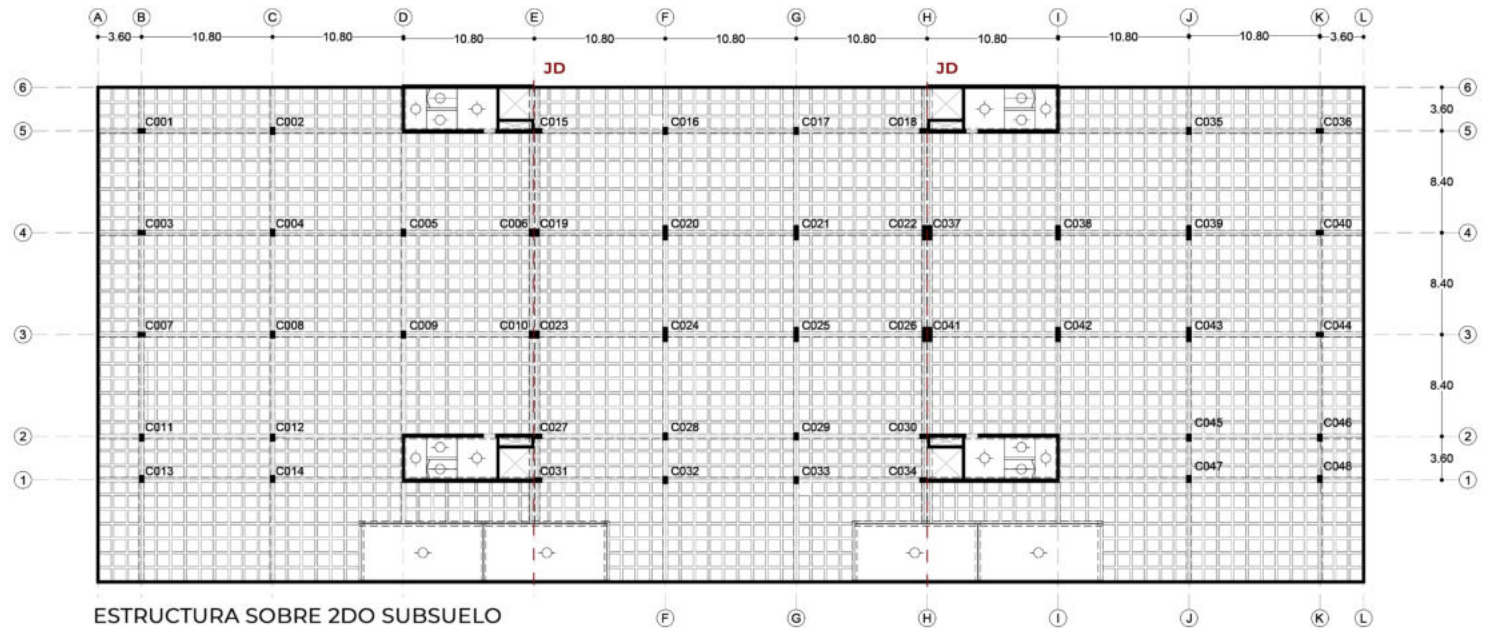 A B C D E F G H I J K L
3.60 10.80 10.80 10.80 10.80 10.80 10.80 10.80 10.80 10.80 3.60
JD JD
6 6
3.60
C001 C002 C015 C016 C017 C018 C035 C036
5 5
8.40
C003 C004 C005 C006 C019 C020 C021 C022 C037 C038 C039 C040
4 4
8.40
C007 C008 C009 C010 C023 C024 C025 C026 C041 C042 C043 C044
3 3
8.40
C011 C012 C027 C028 C029 C030 C045 C046
2 2
3.60
C013 C014 C031 C032 C033 C034 C047 C048
1 1
ESTRUCTURA SOBRE 2DO SUBSUELO
F G H I J K L